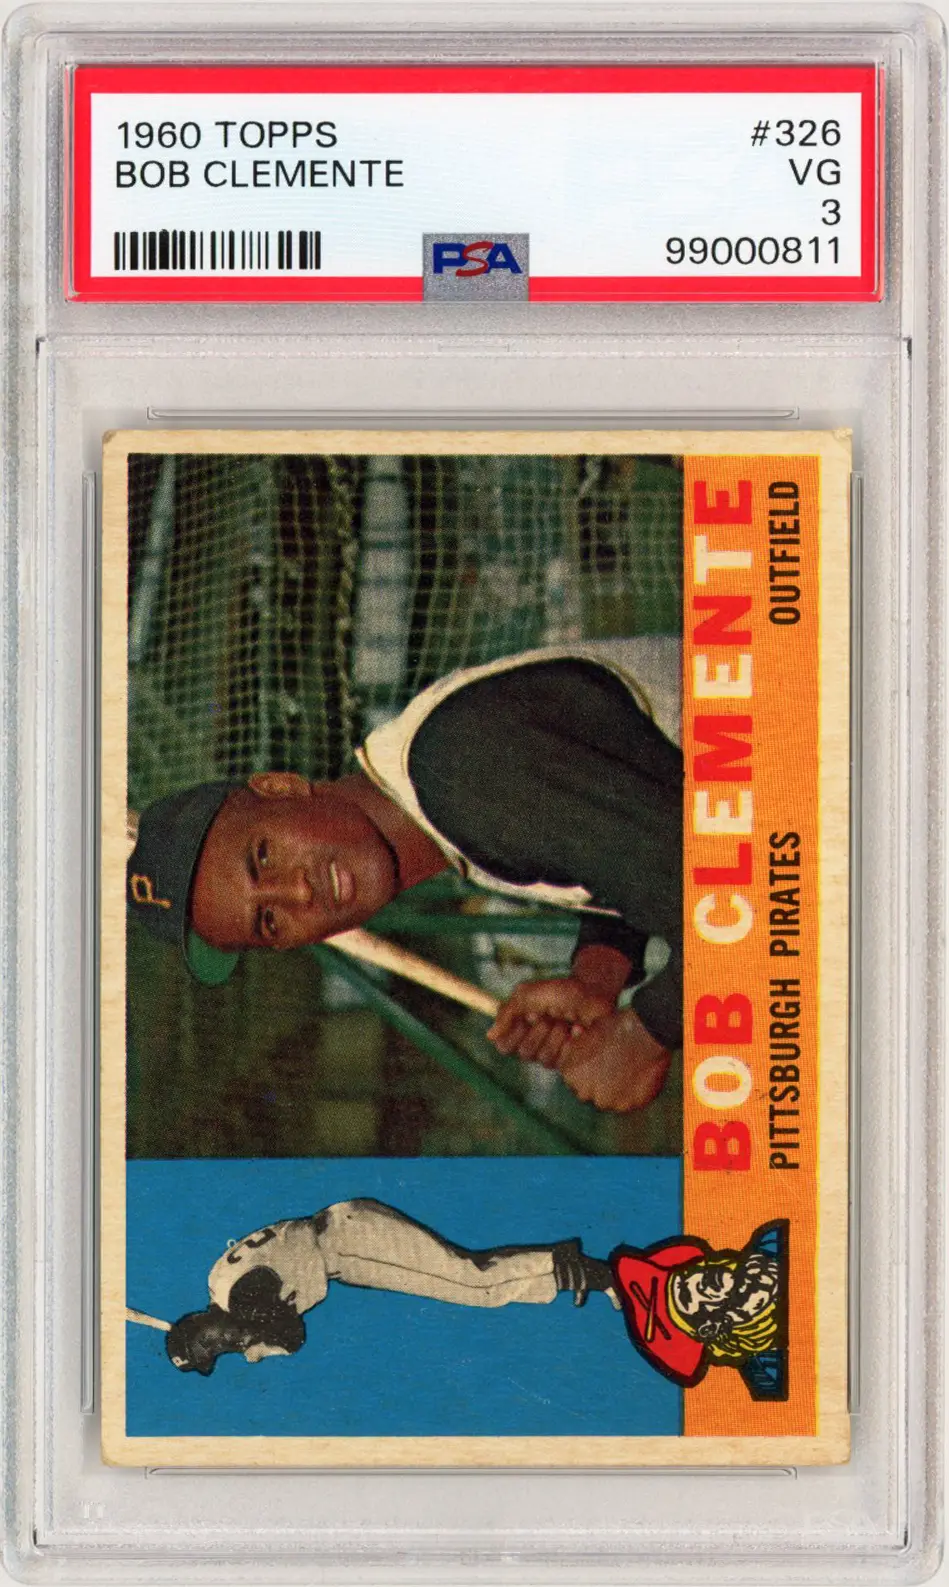 1960 TOPPS
BOB CLEMENTE
#326
VG
3
99000811
PSA
P
BOB CLEMENTE
PITTSBURGH PIRATES OUTFIELD